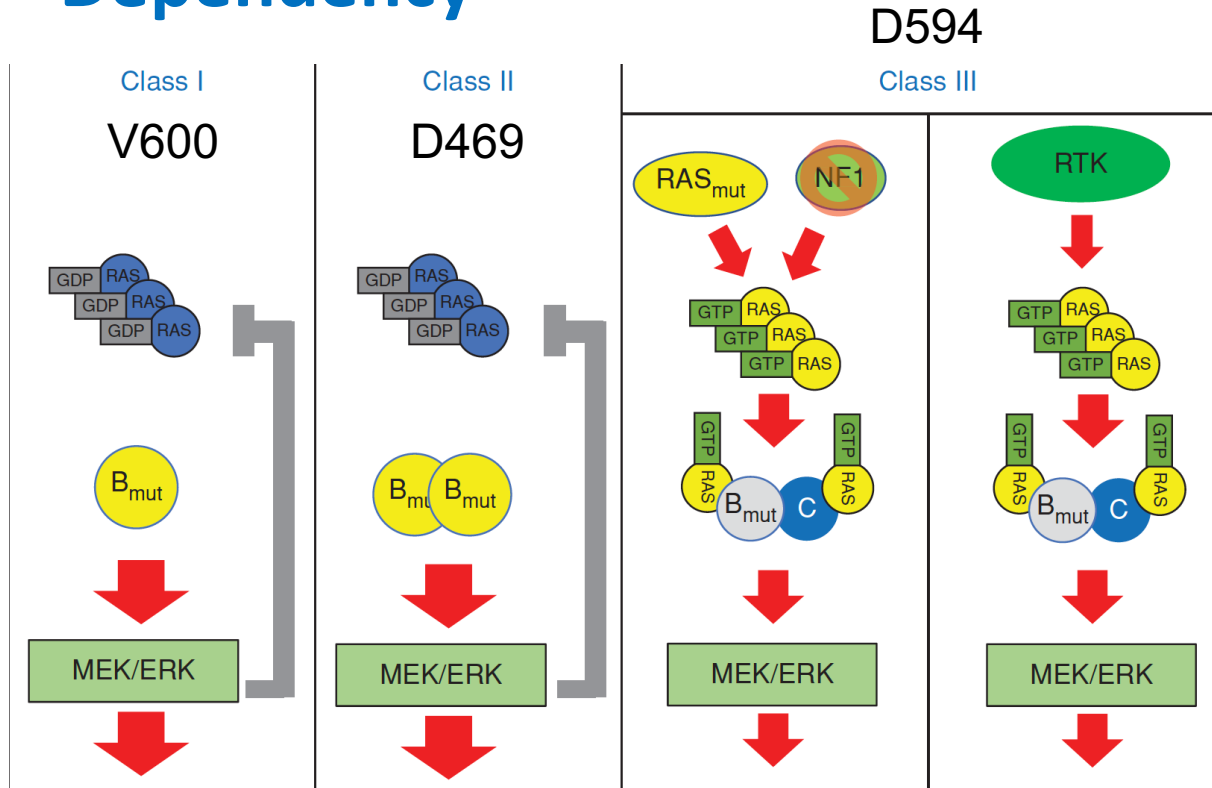 Dependency
D594
Class I
Class II
Class III
V600
D469
RAS mut
NF1
RTK
GDP RAS
GDP RAS
GDP RAS
GDP RAS
GDP RAS
GDP RAS
GTP RAS
GTP RAS
GTP RAS
GTP RAS
GTP RAS
GTP RAS
B mut
B mu B mut
GTP RAS B mut C GTP RAS
GTP RAS B mut C GTP RAS
MEK/ERK
MEK/ERK
MEK/ERK
MEK/ERK